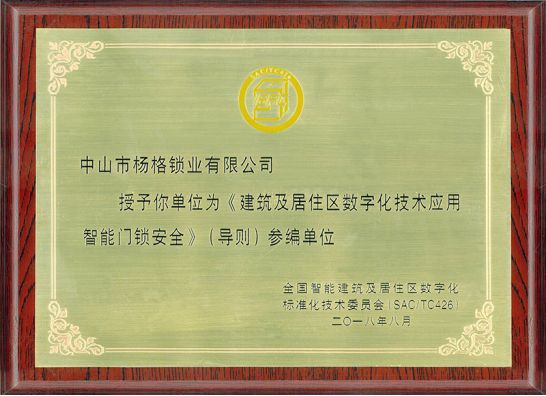 中山市杨格锁业有限公司
授予你单位为《建筑及居住区数字化技术应用
智能门锁安全》（导则）参编单位
全国智能建筑及居住区数字化
标准化技术委员会(SAC/TC426)
二〇一八年八月